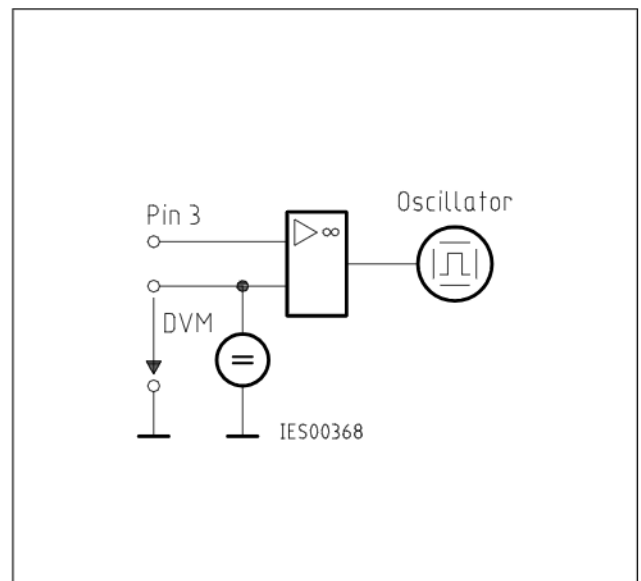 Oscillator
Pin 3
∞
DVM
=
IES00368